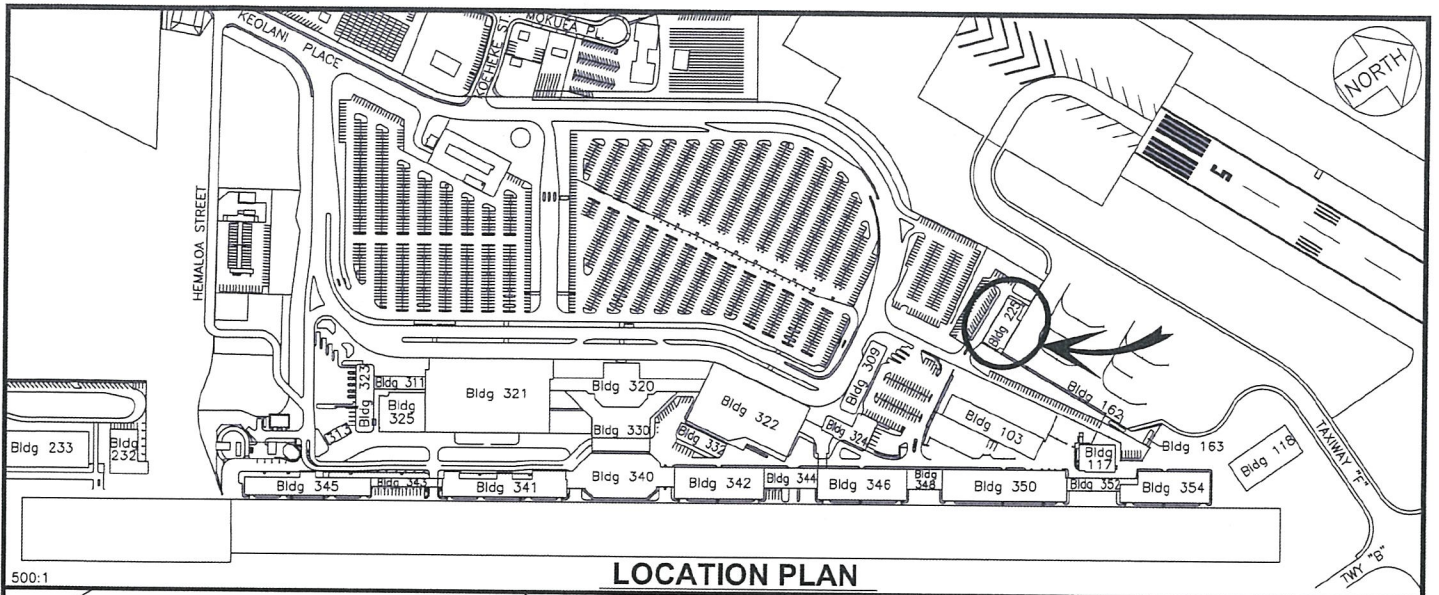 KEOLANI PLACE
KOEHEKE ST.
MOKUEA PL
NORTH
5
HEMALOA STREET
Bldg 225
Bldg 309
Bldg 162
Bldg 323
Bldg 311
Bldg 325
Bldg 321
Bldg 320
Bldg 322
Bldg 330
Bldg 332
Bldg 324
Bldg 103
Bldg 163
Bldg 118
TAXIWAY "F"
313
Bldg 233
Bldg 232
Bldg 117
Bldg 345
Bldg 343
Bldg 341
Bldg 340
Bldg 342
Bldg 344
Bldg 346
Bldg 348
Bldg 350
Bldg 352
Bldg 354
TWY "B"
500:1
LOCATION PLAN